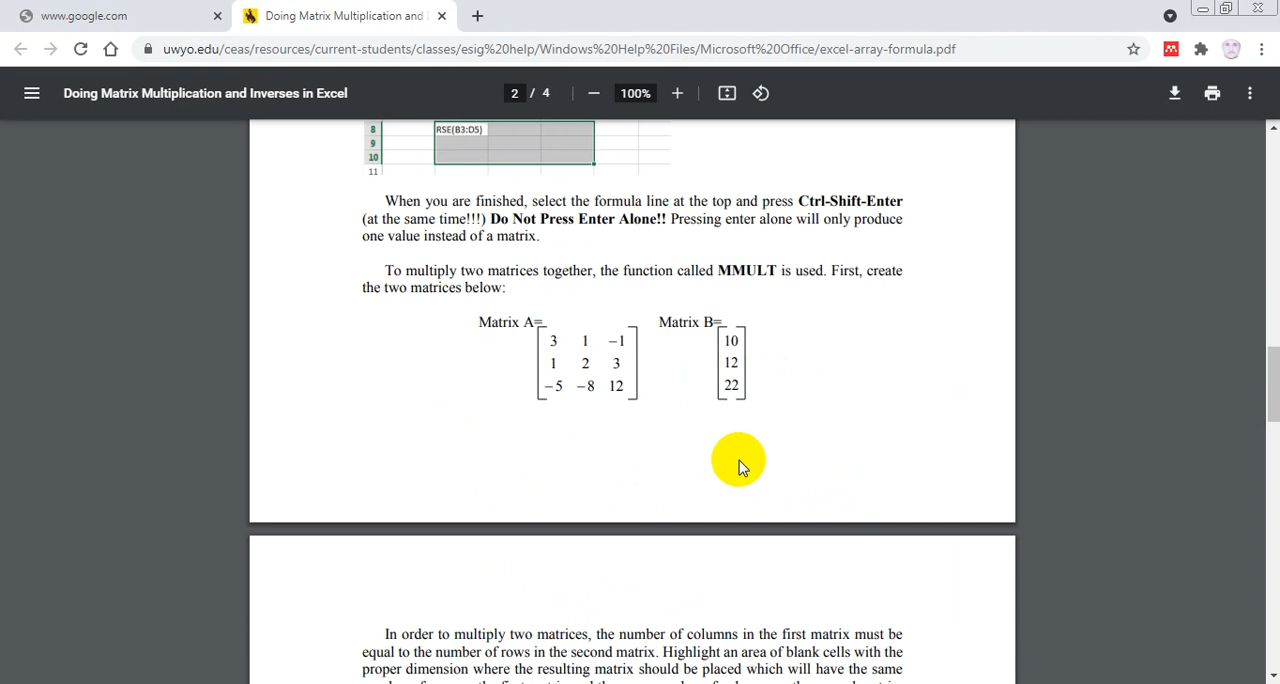 www.google.com
Doing Matrix Multiplication and
uwyo.edu/ceas/resources/current-students/classes/esig%20help/Windows%20Help%20Files/Microsoft%20Office/excel-array-formula.pdf
Doing Matrix Multiplication and Inverses in Excel
2 / 4
100%
8 RSE(B3:D5)
9
10
11
When you are finished, select the formula line at the top and press Ctrl-Shift-Enter
(at the same time!!!) Do Not Press Enter Alone!! Pressing enter alone will only produce
one value instead of a matrix.
To multiply two matrices together, the function called MMULT is used. First, create
the two matrices below:
Matrix A= Matrix B=
3 1 −1 10
1 2 3 12
−5 −8 12 22
In order to multiply two matrices, the number of columns in the first matrix must be
equal to the number of rows in the second matrix. Highlight an area of blank cells with the
proper dimension where the resulting matrix should be placed which will have the same